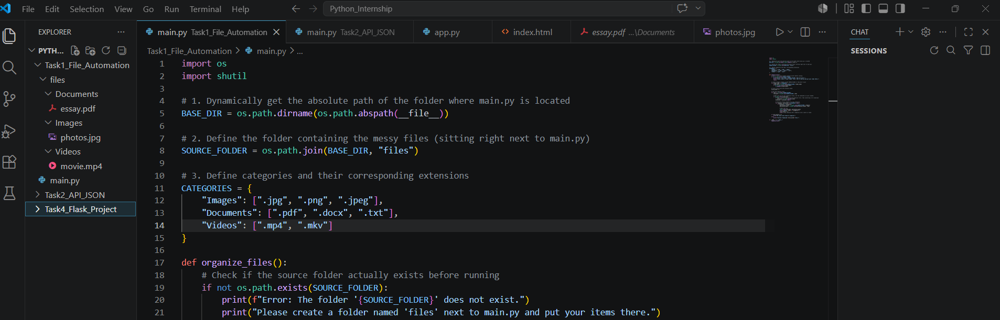 File Edit Selection View Go Run Terminal Help
Python_Internship
EXPLORER
PYTH...
Task1_File_Automation
files
Documents
essay.pdf
Images
photos.jpg
Videos
movie.mp4
main.py
Task2_API_JSON
Task4_Flask_Project
main.py Task1_File_Automation
main.py Task2_API_JSON
app.py
index.html
essay.pdf ...\Documents
photos.jpg
Task1_File_Automation > main.py > ...
1 import os
2 import shutil
3
4 # 1. Dynamically get the absolute path of the folder where main.py is located
5 BASE_DIR = os.path.dirname(os.path.abspath(__file__))
6
7 # 2. Define the folder containing the messy files (sitting right next to main.py)
8 SOURCE_FOLDER = os.path.join(BASE_DIR, "files")
9
10 # 3. Define categories and their corresponding extensions
11 CATEGORIES = {
12     "Images": [".jpg", ".png", ".jpeg"],
13     "Documents": [".pdf", ".docx", ".txt"],
14     "Videos": [".mp4", ".mkv"]
15 }
16
17 def organize_files():
18     # Check if the source folder actually exists before running
19     if not os.path.exists(SOURCE_FOLDER):
20         print(f"Error: The folder '{SOURCE_FOLDER}' does not exist.")
21         print("Please create a folder named 'files' next to main.py and put your items there.")
CHAT
SESSIONS